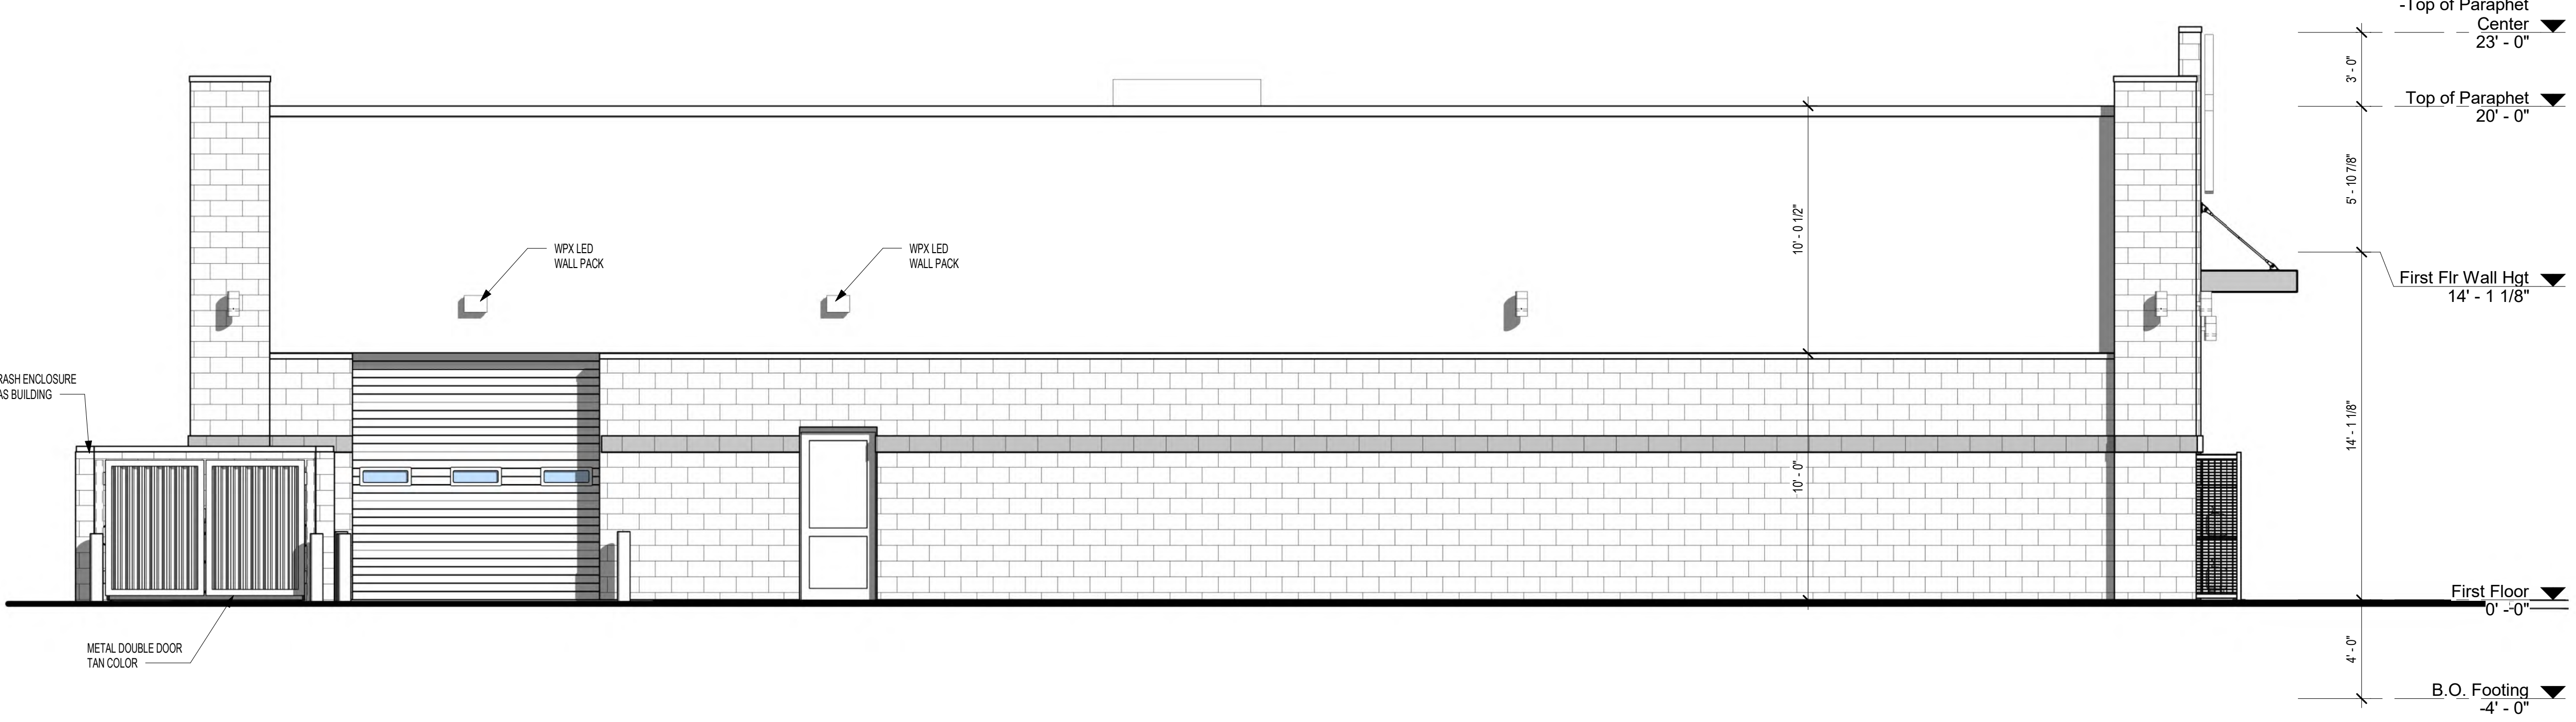 -Top of Paraphet
Center
23' - 0"
3' - 0"
Top of Paraphet
20' - 0"
5' - 10 7/8"
10' - 0 1/2"
WPX LED
WALL PACK
WPX LED
WALL PACK
First Flr Wall Hgt
14' - 1 1/8"
RASH ENCLOSURE
AS BUILDING
14' - 1 1/8"
10' - 0"
First Floor
0' - 0"
METAL DOUBLE DOOR
TAN COLOR
4' - 0"
B.O. Footing
-4' - 0"